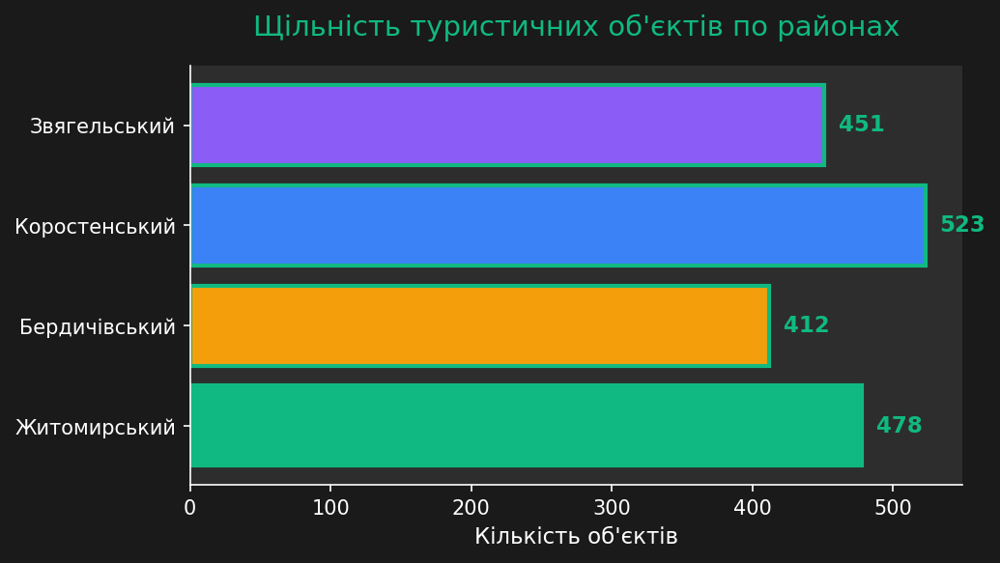 Щільність туристичних об'єктів по районах
Звягельський
451
Коростенський
523
Бердичівський
412
Житомирський
478
0 100 200 300 400 500
Кількість об'єктів